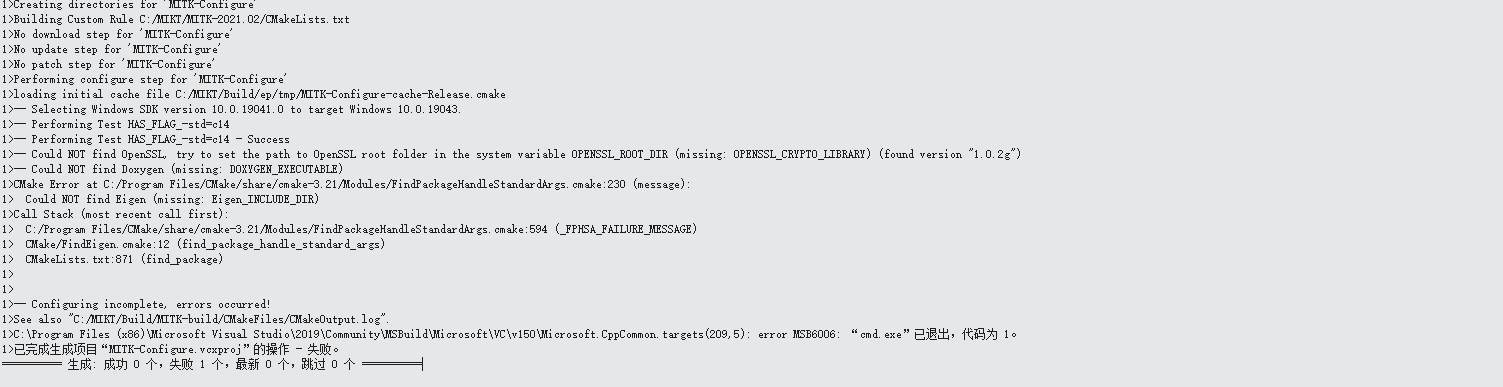 1>Creating directories for 'MITK-Configure'
1>Building Custom Rule C:/MIKT/MITK-2021.02/CMakeLists.txt
1>No download step for 'MITK-Configure'
1>No update step for 'MITK-Configure'
1>No patch step for 'MITK-Configure'
1>Performing configure step for 'MITK-Configure'
1>loading initial cache file C:/MIKT/Build/ep/tmp/MITK-Configure-cache-Release.cmake
1>-- Selecting Windows SDK version 10.0.19041.0 to target Windows 10.0.19043.
1>-- Performing Test HAS_FLAG_-std=c14
1>-- Performing Test HAS_FLAG_-std=c14 - Success
1>-- Could NOT find OpenSSL, try to set the path to OpenSSL root folder in the system variable OPENSSL_ROOT_DIR (missing: OPENSSL_CRYPTO_LIBRARY) (found version "1.0.2g")
1>-- Could NOT find Doxygen (missing: DOXYGEN_EXECUTABLE)
1>CMake Error at C:/Program Files/CMake/share/cmake-3.21/Modules/FindPackageHandleStandardArgs.cmake:230 (message):
1>  Could NOT find Eigen (missing: Eigen_INCLUDE_DIR)
1>Call Stack (most recent call first):
1>  C:/Program Files/CMake/share/cmake-3.21/Modules/FindPackageHandleStandardArgs.cmake:594 (_FPHSA_FAILURE_MESSAGE)
1>  CMake/FindEigen.cmake:12 (find_package_handle_standard_args)
1>  CMakeLists.txt:871 (find_package)
1>
1>
1>-- Configuring incomplete, errors occurred!
1>See also "C:/MIKT/Build/MITK-build/CMakeFiles/CMakeOutput.log".
1>C:\Program Files (x86)\Microsoft Visual Studio\2019\Community\MSBuild\Microsoft\VC\v150\Microsoft.CppCommon.targets(209,5): error MSB6006: “cmd.exe”已退出，代码为 1。
1>已完成生成项目“MITK-Configure.vcxproj”的操作 - 失败。
========== 生成: 成功 0 个，失败 1 个，最新 0 个，跳过 0 个 ==========